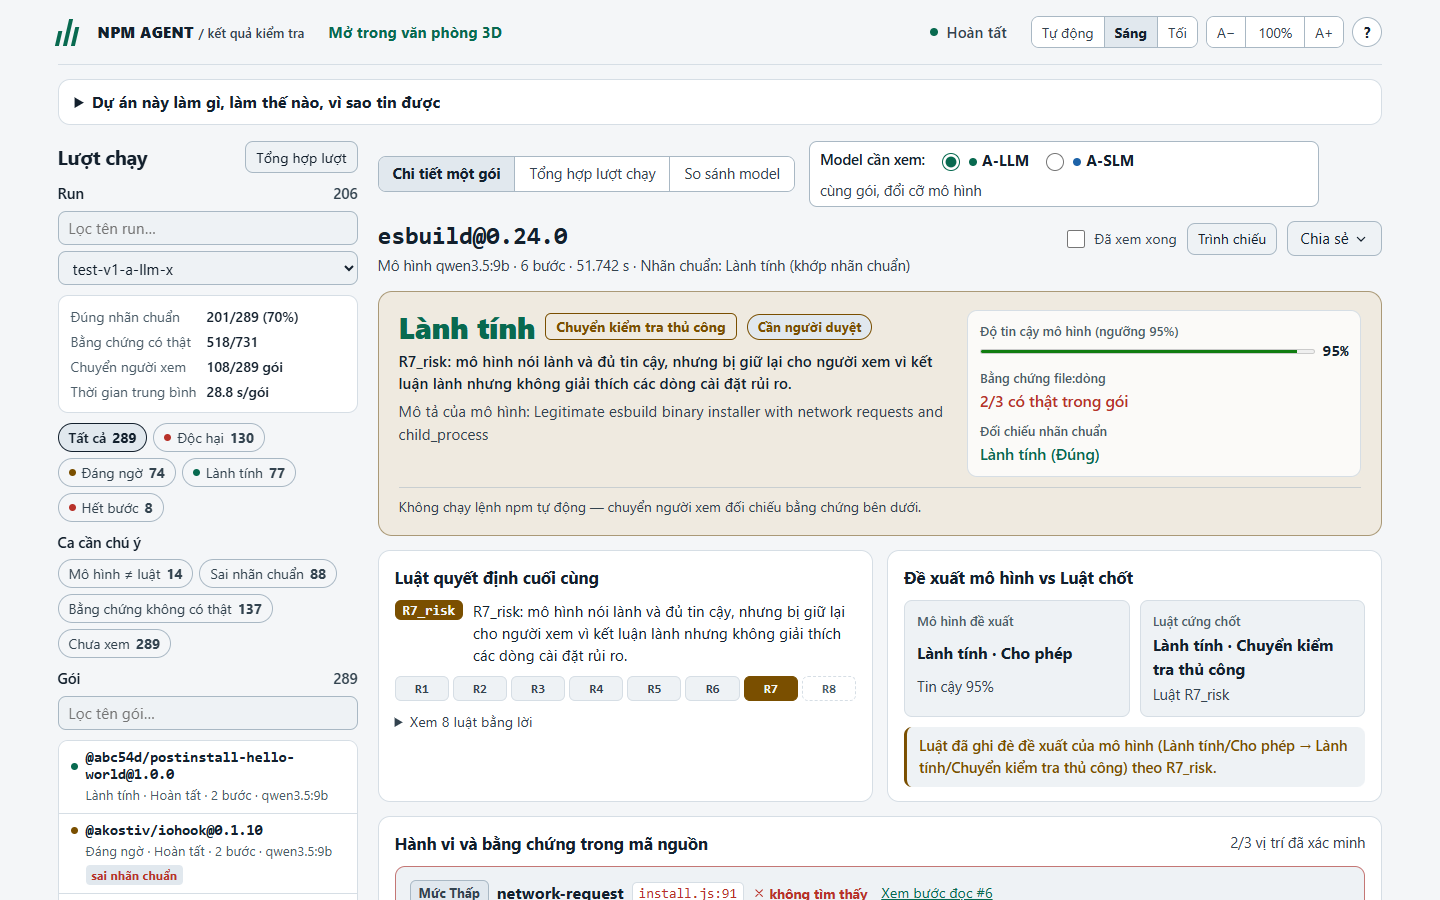 NPM AGENT / kết quả kiểm tra
Mở trong văn phòng 3D
Hoàn tất
Tự động
Sáng
Tối
A−
100%
A+
?
Dự án này làm gì, làm thế nào, vì sao tin được
Lượt chạy
Tổng hợp lượt
Run
206
Lọc tên run...
test-v1-a-llm-x
Đúng nhãn chuẩn 201/289 (70%)
Bằng chứng có thật 518/731
Chuyển người xem 108/289 gói
Thời gian trung bình 28.8 s/gói
Tất cả 289
Độc hại 130
Đáng ngờ 74
Lành tính 77
Hết bước 8
Ca cần chú ý
Mô hình ≠ luật 14
Sai nhãn chuẩn 88
Bằng chứng không có thật 137
Chưa xem 289
Gói
289
Lọc tên gói...
@abc54d/postinstall-hello-
world@1.0.0
Lành tính · Hoàn tất · 2 bước · qwen3.5:9b
@akostiv/iohook@0.1.10
Đáng ngờ · Hoàn tất · 2 bước · qwen3.5:9b
sai nhãn chuẩn
Chi tiết một gói
Tổng hợp lượt chạy
So sánh model
Model cần xem:
A-LLM
A-SLM
cùng gói, đổi cỡ mô hình
esbuild@0.24.0
Đã xem xong
Trình chiếu
Chia sẻ
Mô hình qwen3.5:9b · 6 bước · 51.742 s · Nhãn chuẩn: Lành tính (khớp nhãn chuẩn)
Lành tính
Chuyển kiểm tra thủ công
Cần người duyệt
R7_risk: mô hình nói lành và đủ tin cậy, nhưng bị giữ lại cho người xem vì kết
luận lành nhưng không giải thích các dòng cài đặt rủi ro.
Mô tả của mô hình: Legitimate esbuild binary installer with network requests and
child_process
Độ tin cậy mô hình (ngưỡng 95%)
95%
Bằng chứng file:dòng
2/3 có thật trong gói
Đối chiếu nhãn chuẩn
Lành tính (Đúng)
Không chạy lệnh npm tự động — chuyển người xem đối chiếu bằng chứng bên dưới.
Luật quyết định cuối cùng
R7_risk
R7_risk: mô hình nói lành và đủ tin cậy, nhưng bị giữ lại
cho người xem vì kết luận lành nhưng không giải thích
các dòng cài đặt rủi ro.
R1
R2
R3
R4
R5
R6
R7
R8
Xem 8 luật bằng lời
Đề xuất mô hình vs Luật chốt
Mô hình đề xuất
Lành tính · Cho phép
Tin cậy 95%
Luật cứng chốt
Lành tính · Chuyển kiểm
tra thủ công
Luật R7_risk
Luật đã ghi đè đề xuất của mô hình (Lành tính/Cho phép → Lành
tính/Chuyển kiểm tra thủ công) theo R7_risk.
Hành vi và bằng chứng trong mã nguồn
2/3 vị trí đã xác minh
Mức Thấp
network-request
install.js:91
× không tìm thấy
Xem bước đọc #6